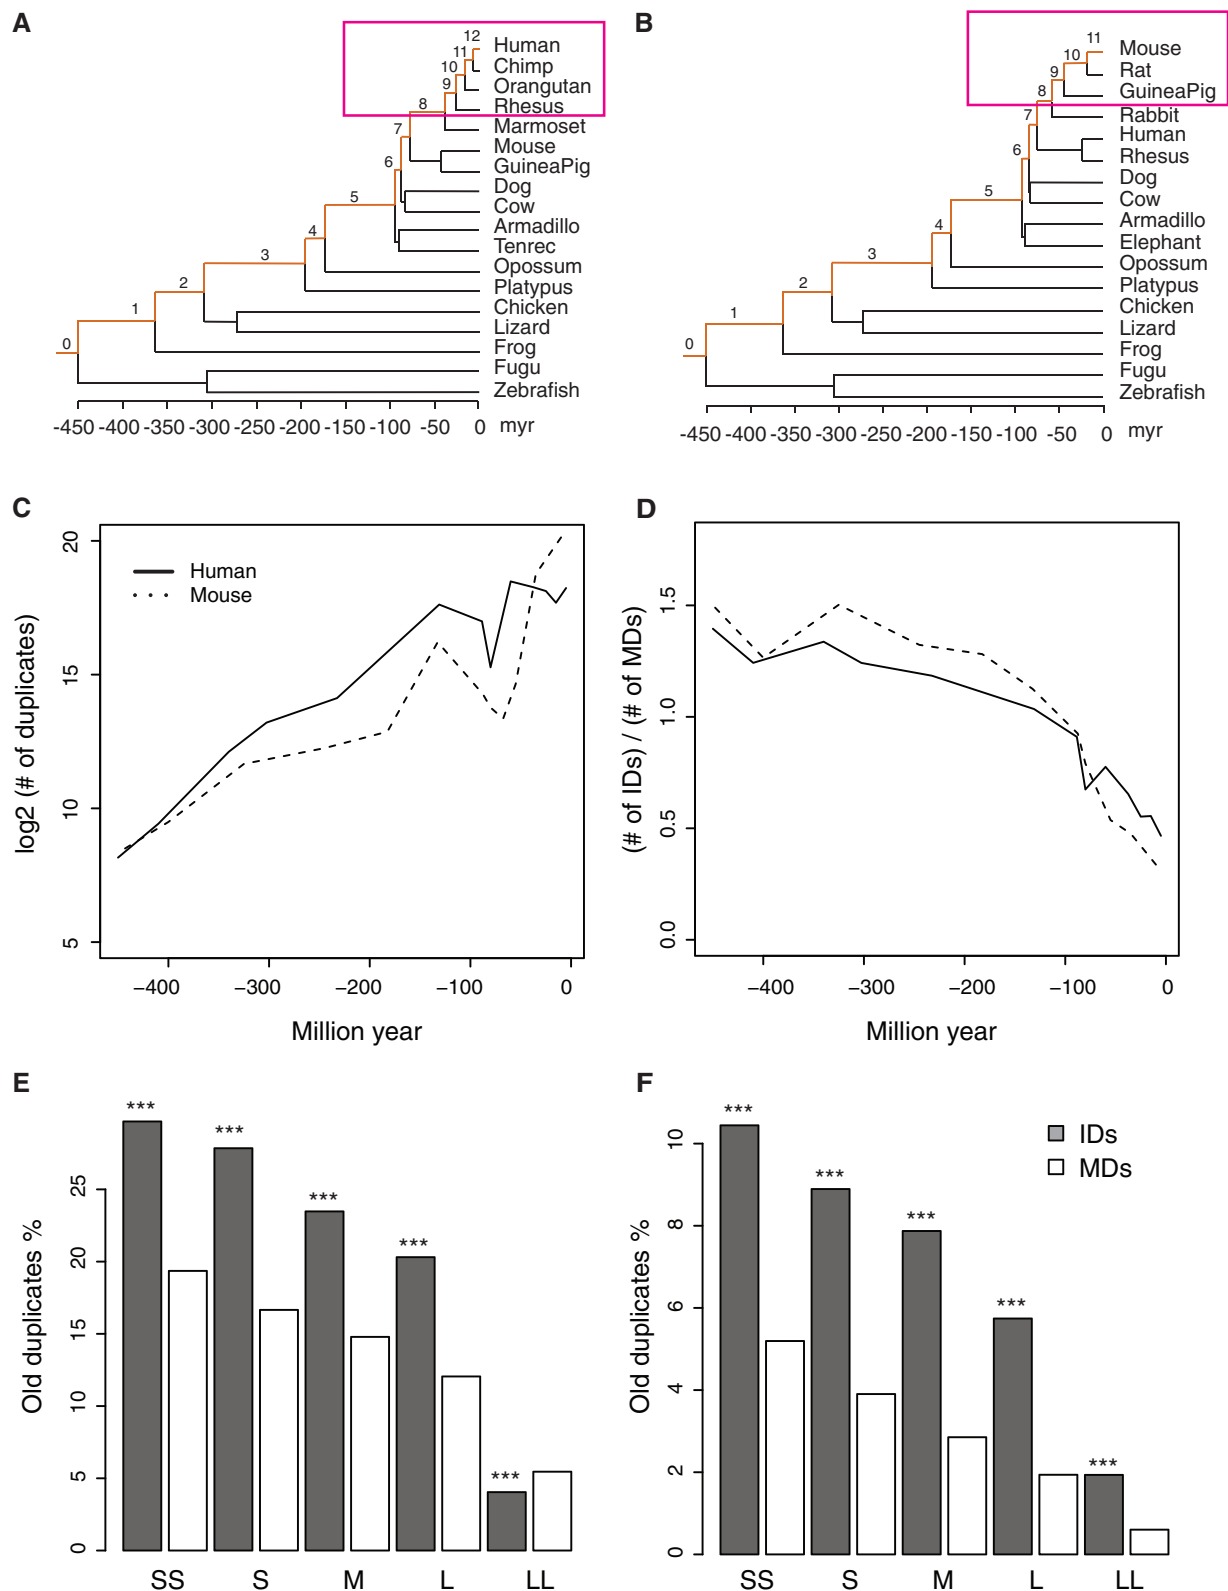 A
12
Human
11
Chimp
10
Orangutan
9
Rhesus
8
Marmoset
7
Mouse
6
GuineaPig
Dog
5
Cow
Armadillo
4
Tenrec
3
Opossum
2
Platypus
Chicken
1
Lizard
0
Frog
Fugu
Zebrafish
-450 -400 -350 -300 -250 -200 -150 -100 -50 0 myr
B
11
Mouse
10
Rat
9
GuineaPig
8
Rabbit
7
Human
6
Rhesus
Dog
5
Cow
Armadillo
4
Elephant
3
Opossum
2
Platypus
Chicken
1
Lizard
0
Frog
Fugu
Zebrafish
-450 -400 -350 -300 -250 -200 -150 -100 -50 0 myr
C
log2 (# of duplicates)
20
15
10
5
Human
Mouse
−400 −300 −200 −100 0
Million year
D
(# of IDs) / (# of MDs)
1.5
1.0
0.5
0.0
−400 −300 −200 −100 0
Million year
E
Old duplicates %
25
20
15
10
5
0
***
***
***
***
***
SS S M L LL
F
Old duplicates %
10
8
6
4
2
0
***
***
***
***
***
IDs
MDs
SS S M L LL